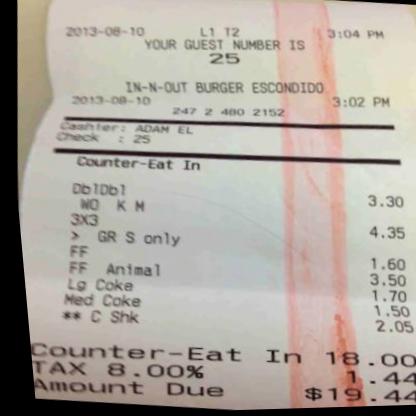 2013-08-10 L1 T2 3:04 PM
YOUR GUEST NUMBER IS
25
IN-N-OUT BURGER ESCONDIDO
2013-08-10 3:02 PM
247 2 480 2152
Cashier: ADAM EL
Check : 25
Counter-Eat In
DblDbl 3.30
WO K M
3X3 4.35
> GR S only
FF 1.60
FF Animal 3.50
Lg Coke 1.70
Med Coke 1.50
** C Shk 2.05
Counter-Eat In 18.00
TAX 8.00% 1.44
Amount Due $19.44